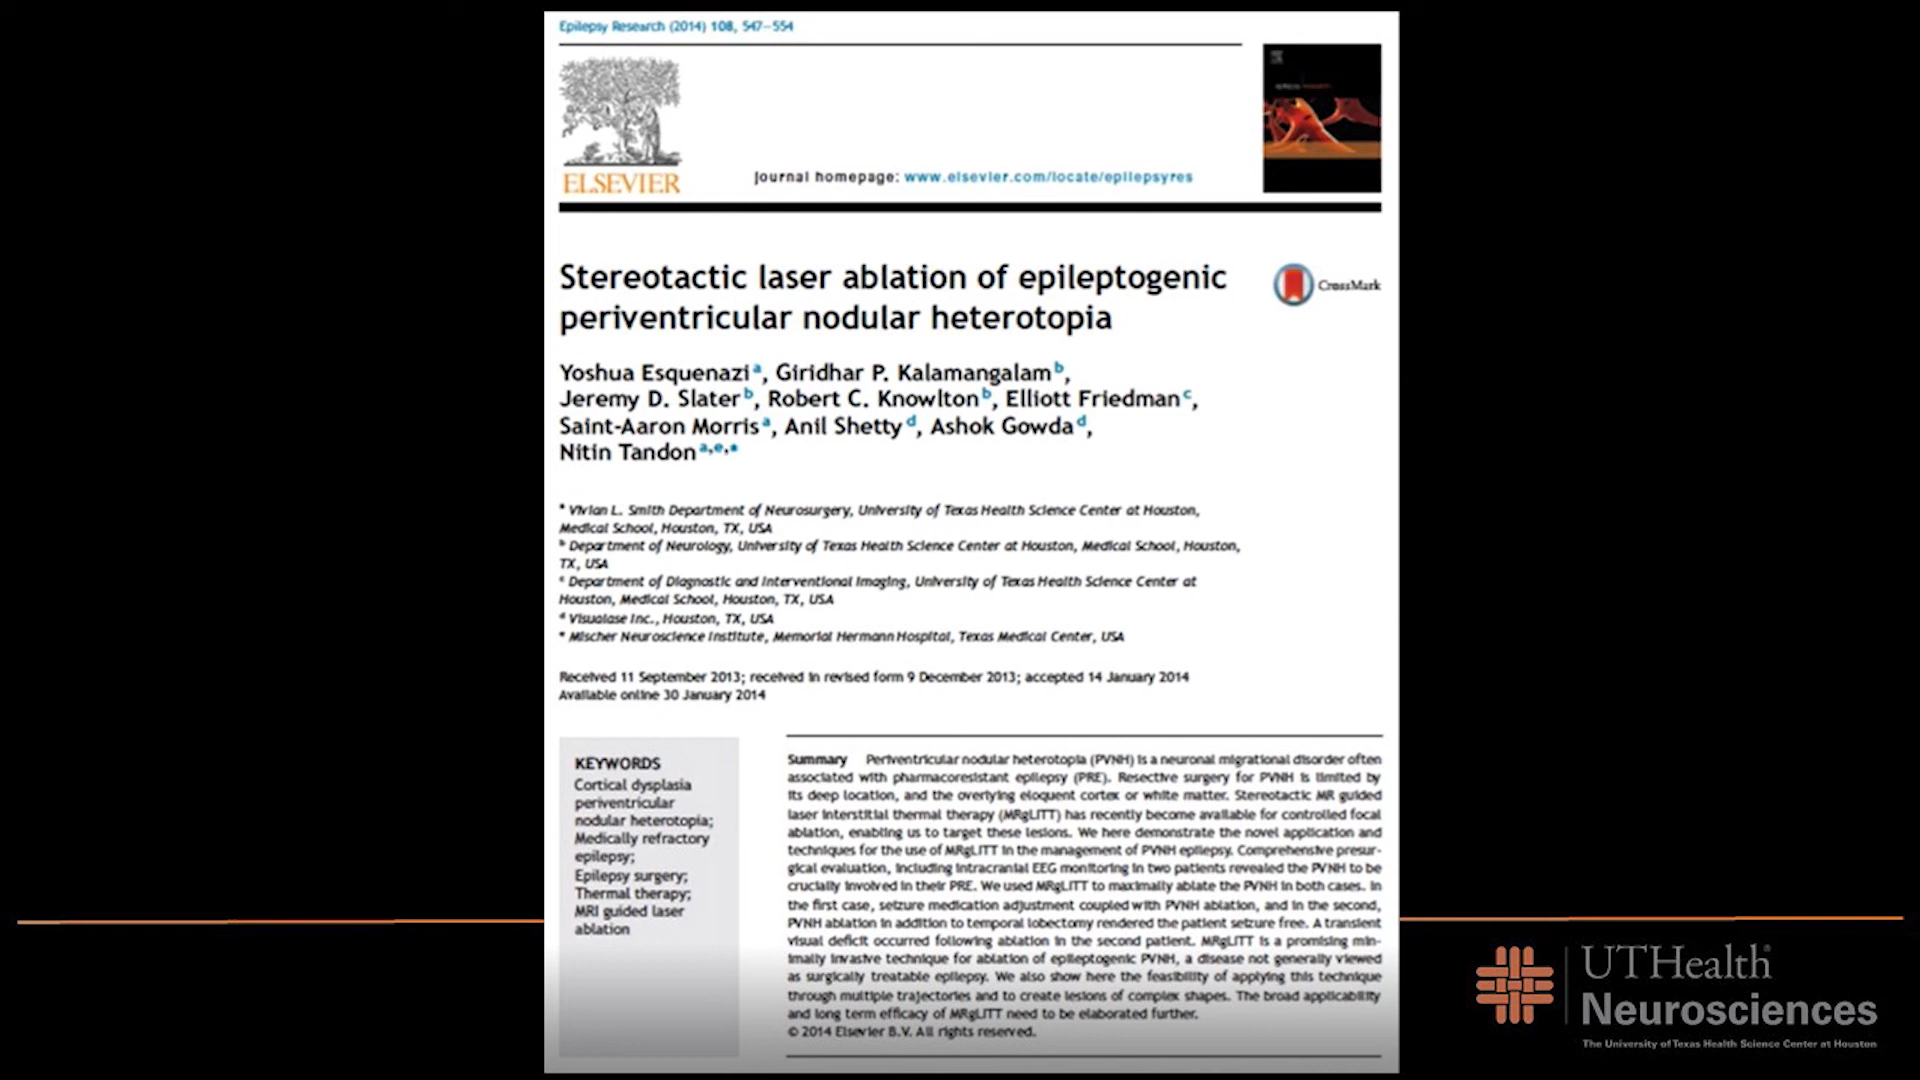 Epilepsy Research (2014) 108, 547—554
ELSEVIER
journal homepage: www.elsevier.com/locate/epilepsyres
Stereotactic laser ablation of epileptogenic
periventricular nodular heterotopia
CrossMark
Yoshua Esquenazi a, Giridhar P. Kalamangalam b,
Jeremy D. Slater b, Robert C. Knowlton b, Elliott Friedman c,
Saint-Aaron Morris a, Anil Shetty d, Ashok Gowda d,
Nitin Tandon a,e,*
a Vivian L. Smith Department of Neurosurgery, University of Texas Health Science Center at Houston,
Medical School, Houston, TX, USA
b Department of Neurology, University of Texas Health Science Center at Houston, Medical School, Houston,
TX, USA
c Department of Diagnostic and Interventional Imaging, University of Texas Health Science Center at
Houston, Medical School, Houston, TX, USA
d Visualase Inc., Houston, TX, USA
e Mischer Neuroscience Institute, Memorial Hermann Hospital, Texas Medical Center, USA
Received 11 September 2013; received in revised form 9 December 2013; accepted 14 January 2014
Available online 30 January 2014
KEYWORDS
Cortical dysplasia
periventricular
nodular heterotopia;
Medically refractory
epilepsy;
Epilepsy surgery;
Thermal therapy;
MRI guided laser
ablation
Summary Periventricular nodular heterotopia (PVNH) is a neuronal migrational disorder often
associated with pharmacoresistant epilepsy (PRE). Resective surgery for PVNH is limited by
its deep location, and the overlying eloquent cortex or white matter. Stereotactic MR guided
laser interstitial thermal therapy (MRgLITT) has recently become available for controlled focal
ablation, enabling us to target these lesions. We here demonstrate the novel application and
techniques for the use of MRgLITT in the management of PVNH epilepsy. Comprehensive presur-
gical evaluation, including intracranial EEG monitoring in two patients revealed the PVNH to be
crucially involved in their PRE. We used MRgLITT to maximally ablate the PVNH in both cases. In
the first case, seizure medication adjustment coupled with PVNH ablation, and in the second,
PVNH ablation in addition to temporal lobectomy rendered the patient seizure free. A transient
visual deficit occurred following ablation in the second patient. MRgLITT is a promising min-
imally invasive technique for ablation of epileptogenic PVNH, a disease not generally viewed
as surgically treatable epilepsy. We also show here the feasibility of applying this technique
through multiple trajectories and to create lesions of complex shapes. The broad applicability
and long term efficacy of MRgLITT need to be elaborated further.
© 2014 Elsevier B.V. All rights reserved.
UTHealth®
Neurosciences
The University of Texas Health Science Center at Houston